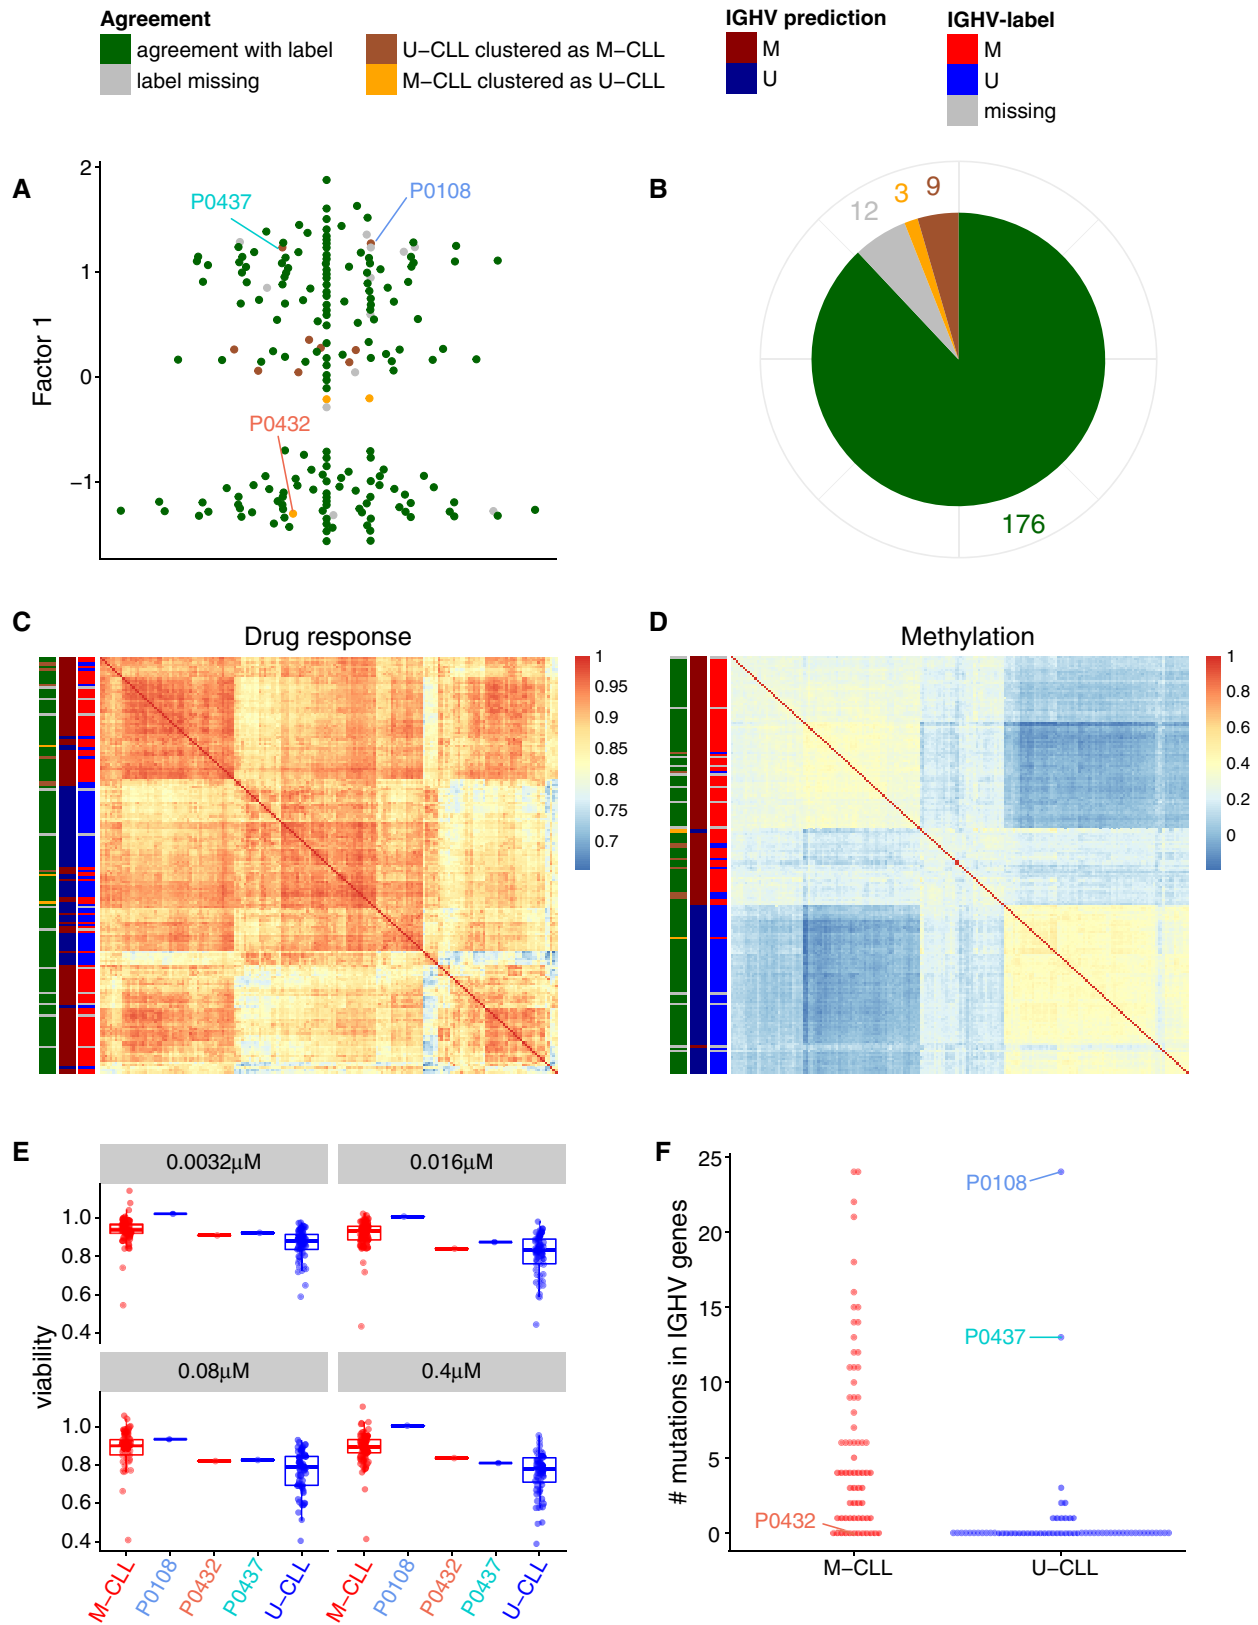 Agreement
agreement with label
label missing
U−CLL clustered as M−CLL
M−CLL clustered as U−CLL
IGHV prediction
M
U
IGHV-label
M
U
missing
A
2
1
0
−1
Factor 1
P0437
P0108
P0432
B
12
3
9
176
C
Drug response
1
0.95
0.9
0.85
0.8
0.75
0.7
D
Methylation
1
0.8
0.6
0.4
0.2
0
E
viability
0.0032µM
0.016µM
1.0
0.8
0.6
0.4
0.08µM
0.4µM
1.0
0.8
0.6
0.4
M−CLL
P0108
P0432
P0437
U−CLL
M−CLL
P0108
P0432
P0437
U−CLL
F
# mutations in IGHV genes
25
20
15
10
5
0
P0108
P0437
P0432
M−CLL
U−CLL